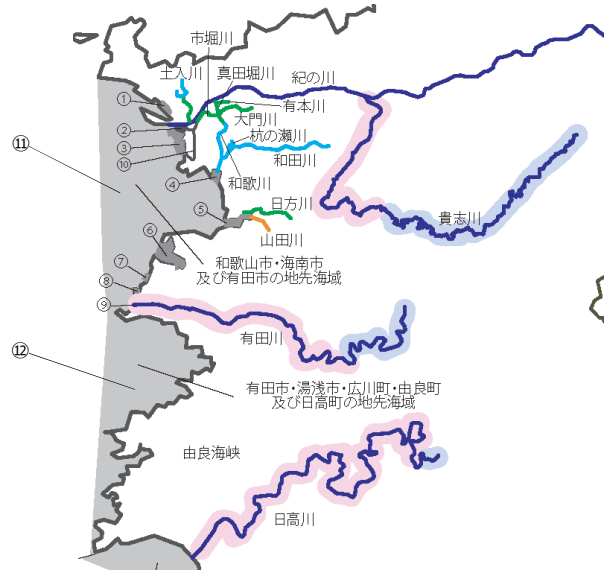 市堀川
土入川
真田堀川
紀の川
①
有本川
②
大門川
③
杭の瀬川
⑪
⑩
和田川
④
和歌川
貴志川
⑤
日方川
山田川
⑥
⑦
和歌山市・海南市
及び有田市の地先海域
⑧
⑨
有田川
⑫
有田市・湯浅市・広川町・由良町
及び日高町の地先海域
由良海峡
日高川